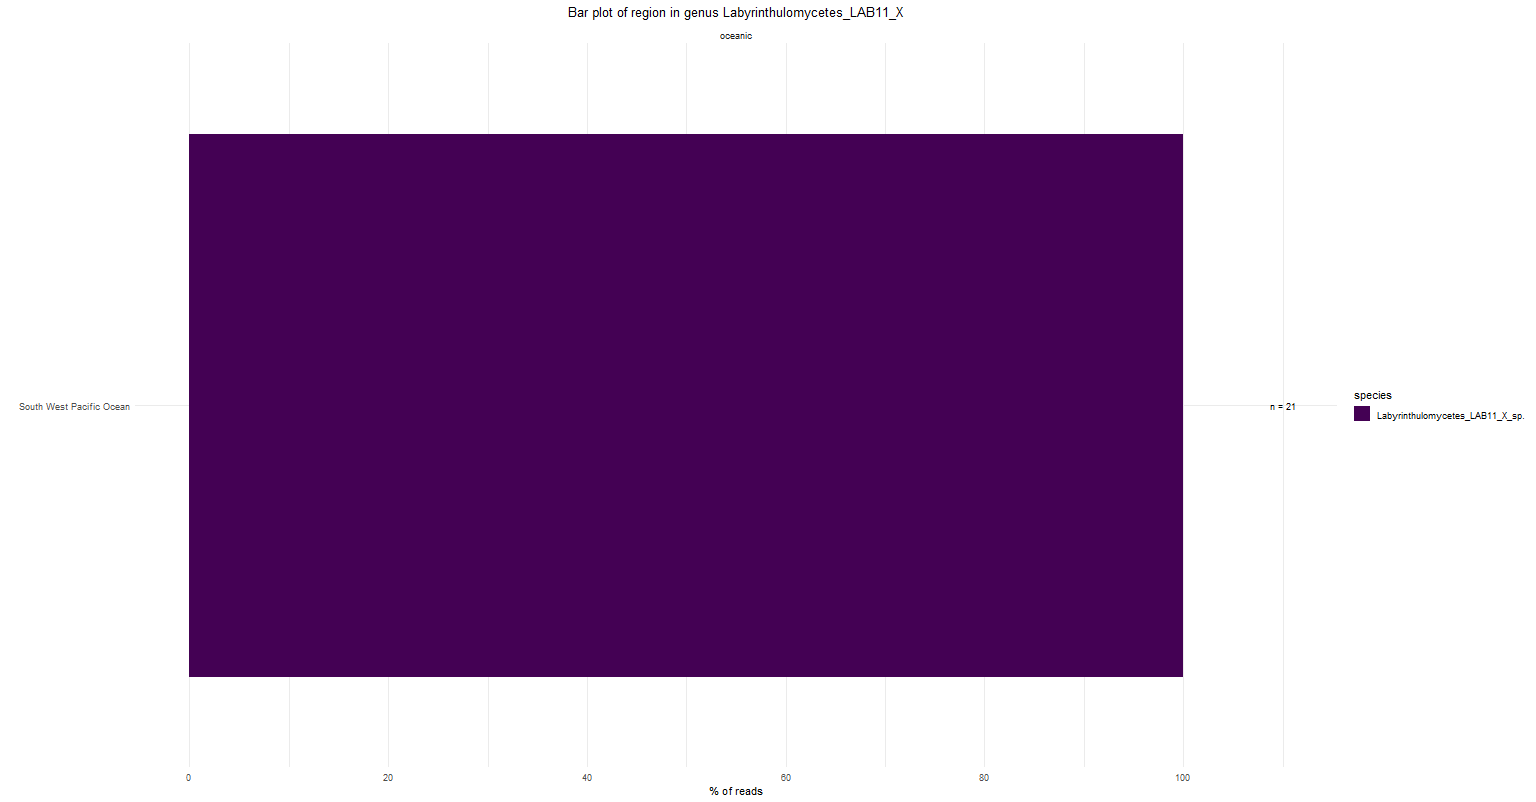 Bar plot of region in genus Labyrinthulomycetes_LAB11_X
oceanic
South West Pacific Ocean
n = 21
species
Labyrinthulomycetes_LAB11_X_sp.
0 20 40 60 80 100
% of reads